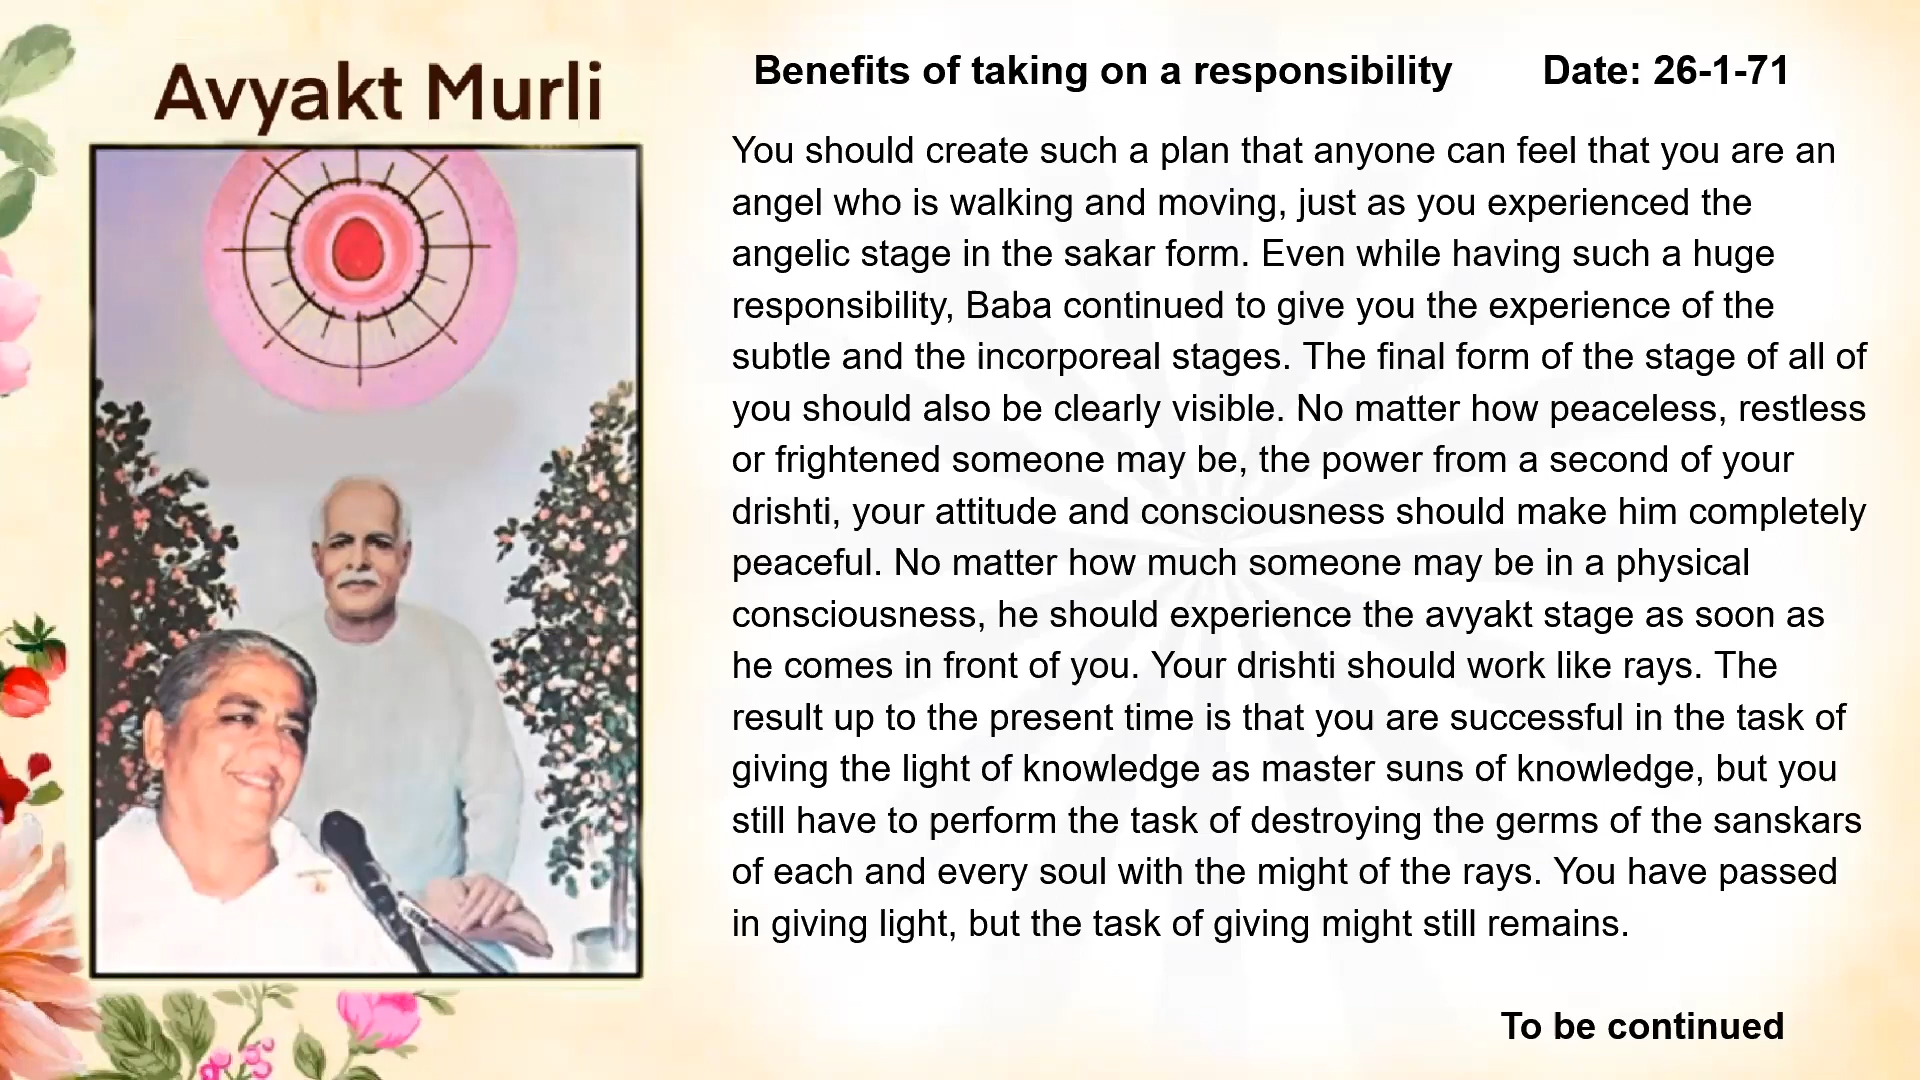 Avyakt Murli
Benefits of taking on a responsibility Date: 26-1-71
You should create such a plan that anyone can feel that you are an
angel who is walking and moving, just as you experienced the
angelic stage in the sakar form. Even while having such a huge
responsibility, Baba continued to give you the experience of the
subtle and the incorporeal stages. The final form of the stage of all of
you should also be clearly visible. No matter how peaceless, restless
or frightened someone may be, the power from a second of your
drishti, your attitude and consciousness should make him completely
peaceful. No matter how much someone may be in a physical
consciousness, he should experience the avyakt stage as soon as
he comes in front of you. Your drishti should work like rays. The
result up to the present time is that you are successful in the task of
giving the light of knowledge as master suns of knowledge, but you
still have to perform the task of destroying the germs of the sanskars
of each and every soul with the might of the rays. You have passed
in giving light, but the task of giving might still remains.
To be continued